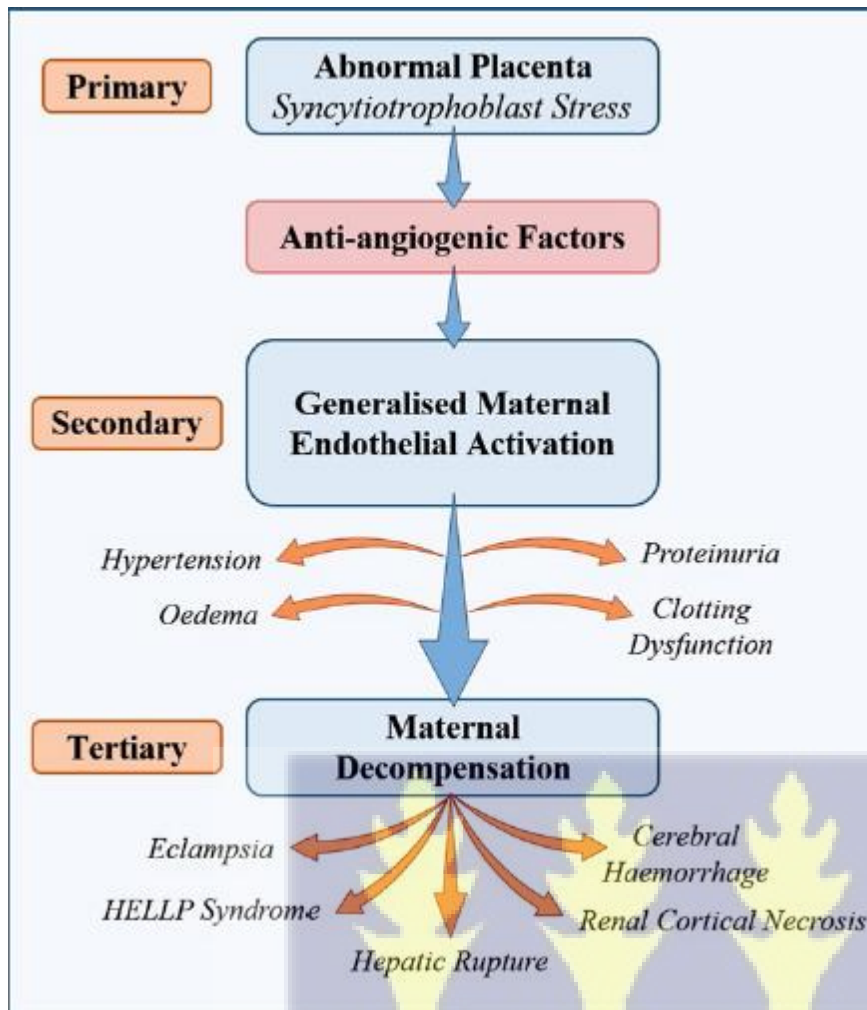 Primary
Abnormal Placenta
Syncytiotrophoblast Stress
Anti-angiogenic Factors
Secondary
Generalised Maternal
Endothelial Activation
Hypertension
Proteinuria
Oedema
Clotting
Dysfunction
Tertiary
Maternal
Decompensation
Eclampsia
Cerebral
Haemorrhage
HELLP Syndrome
Renal Cortical Necrosis
Hepatic Rupture